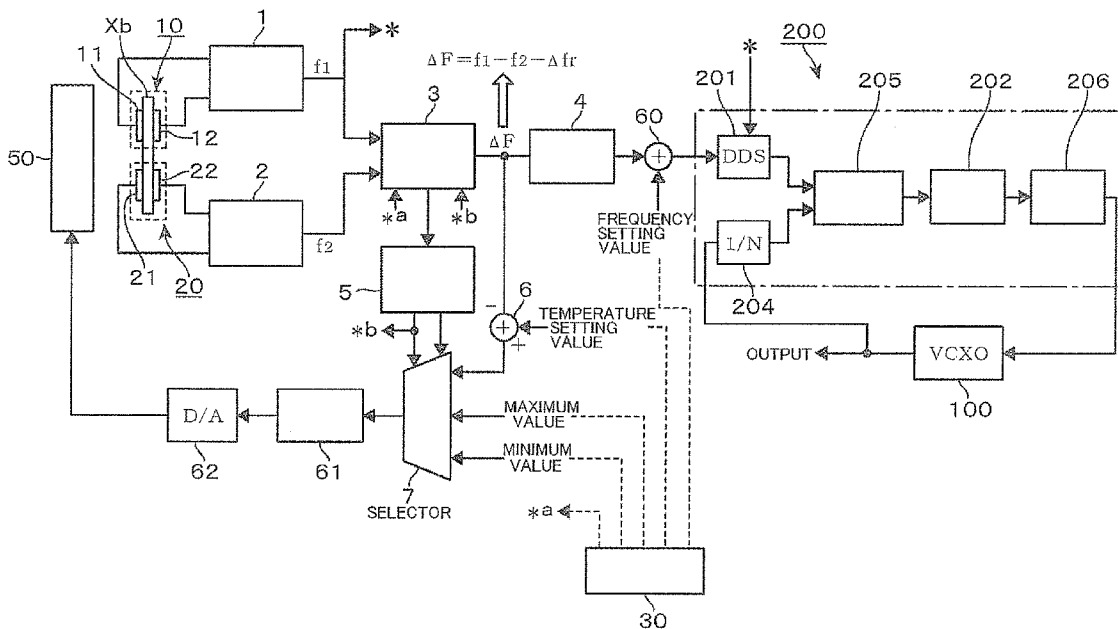 Xb
10
1
*
200
11
f1
ΔF=f1-f2-Δfr
*
201
205
202
206
3
4
60
50
12
ΔF
DDS
22
2
*a
*b
FREQUENCY
SETTING
VALUE
1/N
21
20
f2
5
204
6
-
+
*b
TEMPERATURE
SETTING
VALUE
OUTPUT
VCXO
100
D/A
MAXIMUM
VALUE
62
61
MINIMUM
VALUE
7
SELECTOR
*a
30